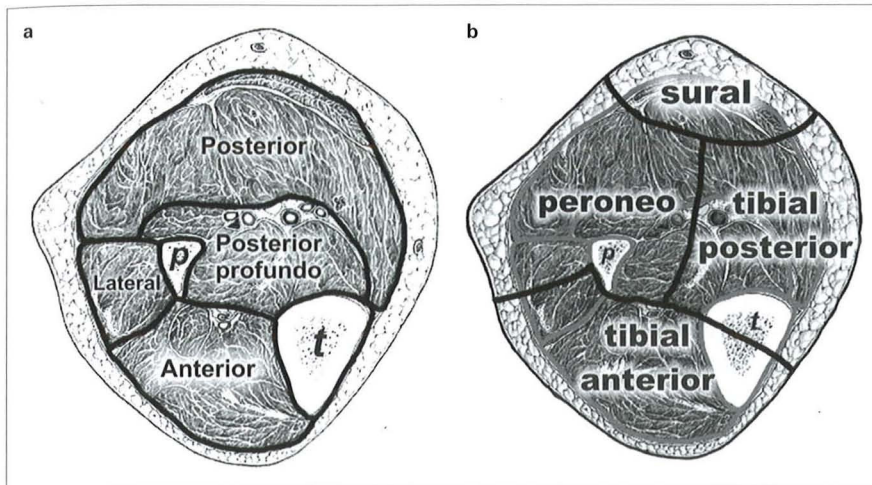 a
Posterior
Posterior
profundo
p
Lateral
Anterior
t
b
sural
peroneo
tibial
posterior
p
tibial
anterior
t